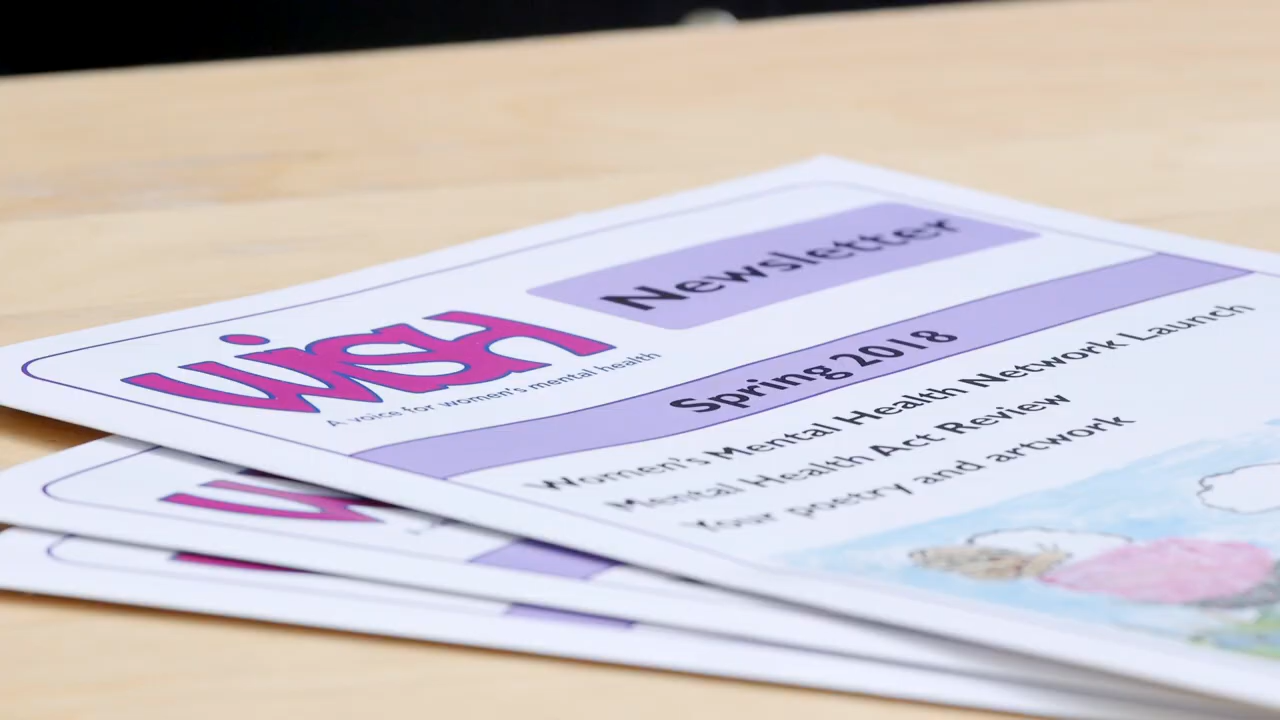 Newsletter
WiSH
A voice for women's mental health
Spring 2018
Women's Mental Health Network Launch
Mental Health Act Review
Your poetry and artwork